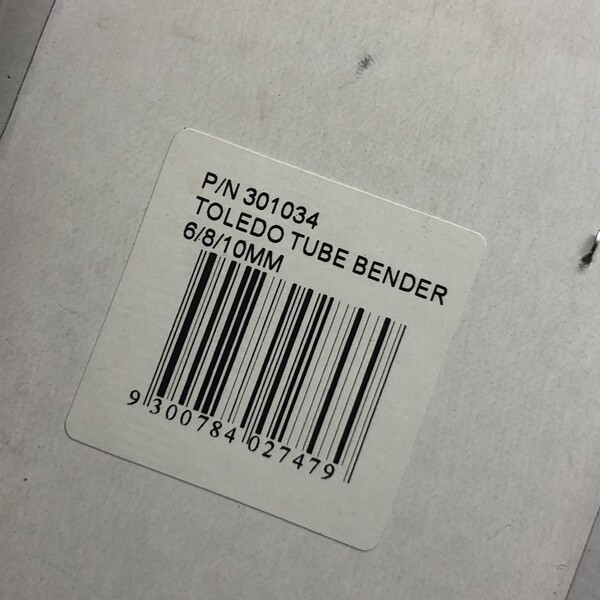 P/N 301034
TOLEDO TUBE BENDER
6/8/10MM
9 300784 027479